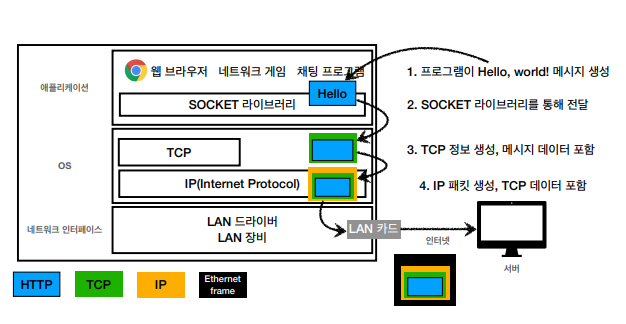 애플리케이션
웹 브라우저 네트워크 게임 채팅 프로그램
Hello
SOCKET 라이브러리
1. 프로그램이 Hello, world! 메시지 생성
2. SOCKET 라이브러리를 통해 전달
OS
TCP
IP(Internet Protocol)
3. TCP 정보 생성, 메시지 데이터 포함
4. IP 패킷 생성, TCP 데이터 포함
네트워크 인터페이스
LAN 드라이버
LAN 장비
LAN 카드
인터넷
서버
HTTP
TCP
IP
Ethernet
frame